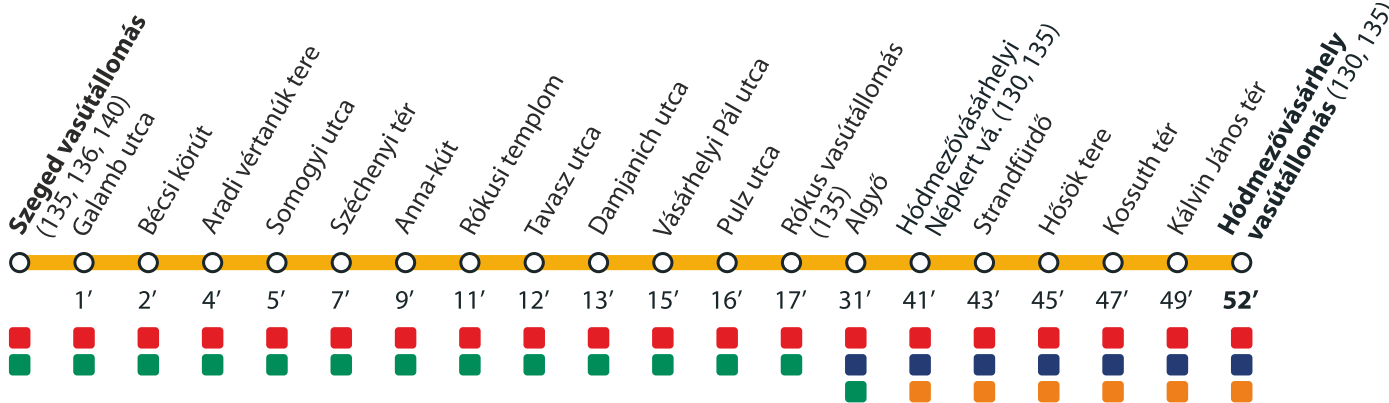 Szeged vasútállomás
(135, 136, 140)
Galamb utca
Bécsi körút
Aradi vértanúk tere
Somogyi utca
Széchenyi tér
Anna-kút
Rókusi templom
Tavasz utca
Damjanich utca
Vásárhelyi Pál utca
Pulz utca
Rókus vasútállomás
(135)
Algyő
Hódmezővásárhelyi
Népkert vá. (130, 135)
Strandfürdő
Hősök tere
Kossuth tér
Kálvin János tér
Hódmezővásárhely
vasútállomás (130, 135)
1’ 2’ 4’ 5’ 7’ 9’ 11’ 12’ 13’ 15’ 16’ 17’ 31’ 41’ 43’ 45’ 47’ 49’ 52’